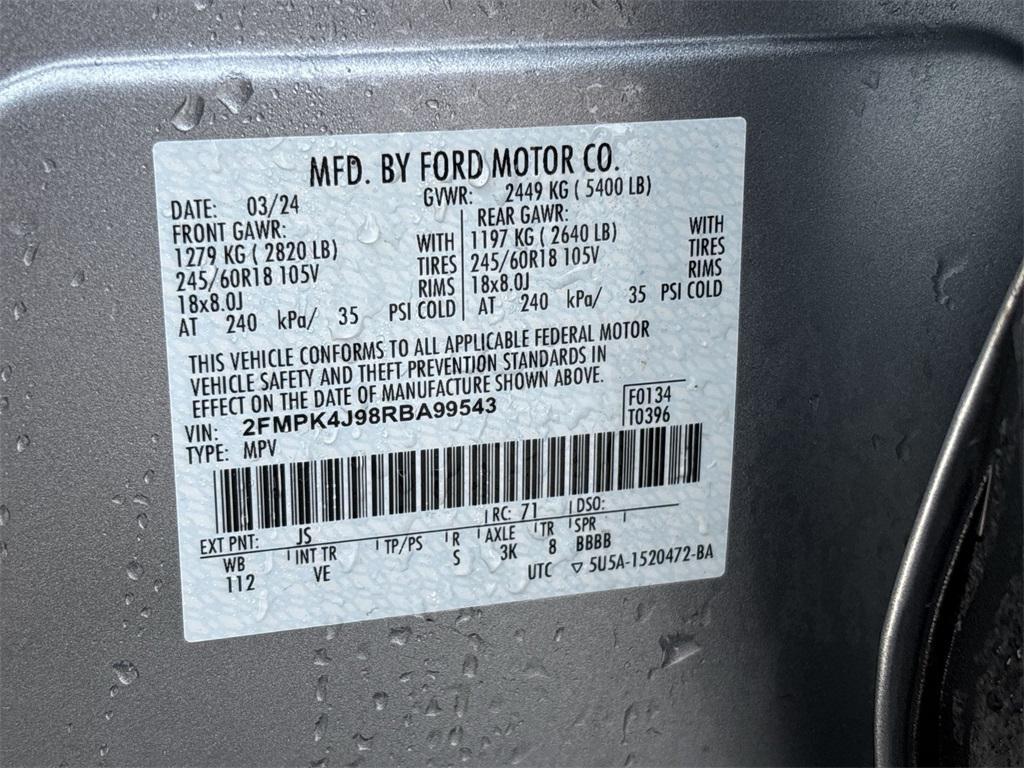 MFD. BY FORD MOTOR CO.
DATE: 03/24 GVWR: 2449 KG ( 5400 LB)
FRONT GAWR: REAR GAWR:
1279 KG ( 2820 LB) WITH 1197 KG ( 2640 LB) WITH
245/60R18 105V TIRES 245/60R18 105V TIRES
18x8.0J RIMS 18x8.0J RIMS
AT 240 kPa/ 35 PSI COLD AT 240 kPa/ 35 PSI COLD
THIS VEHICLE CONFORMS TO ALL APPLICABLE FEDERAL MOTOR
VEHICLE SAFETY AND THEFT PREVENTION STANDARDS IN
EFFECT ON THE DATE OF MANUFACTURE SHOWN ABOVE.
VIN: 2FMPK4J98RBA99543 F0134
TYPE: MPV T0396
EXT PNT: JS RC: 71 DSO:
WB INT TR TP/PS R AXLE TR SPR
112 VE S 3K 8 BBBB
UTC ▽ 5U5A-1520472-BA